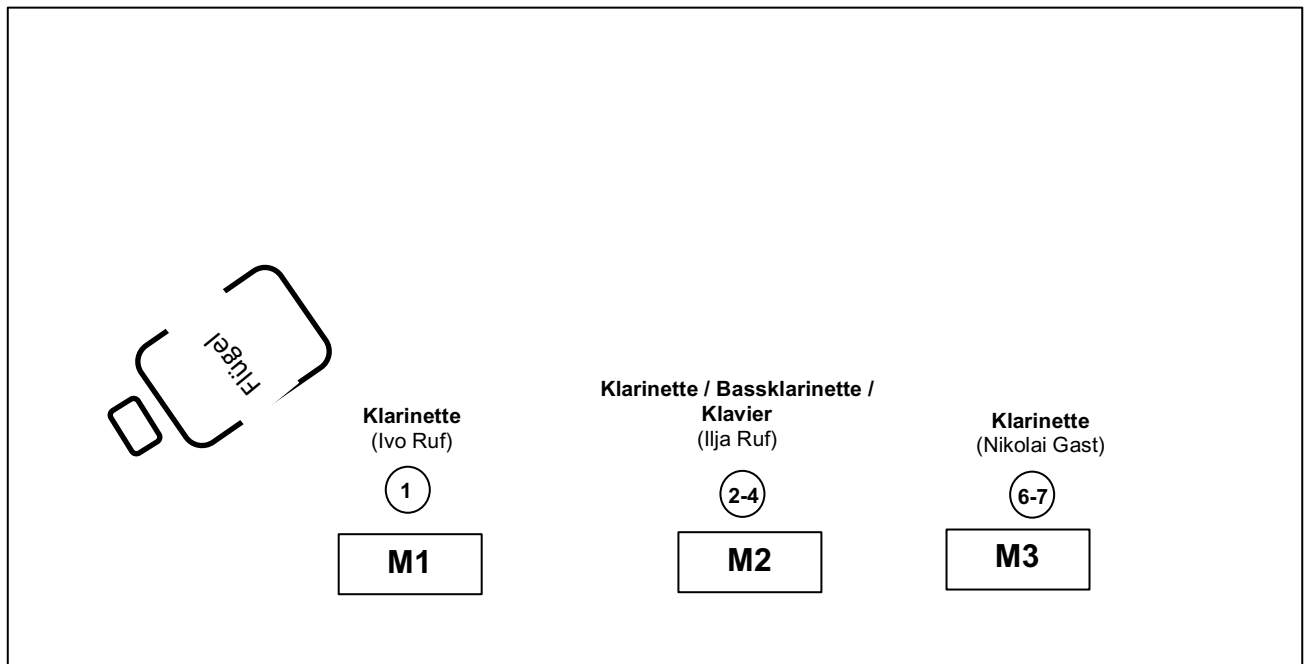 Flügel
Klarinette
(Ivo Ruf)
1
M1
Klarinette / Bassklarinette /
Klavier
(Ilja Ruf)
2-4
M2
Klarinette
(Nikolai Gast)
6-7
M3